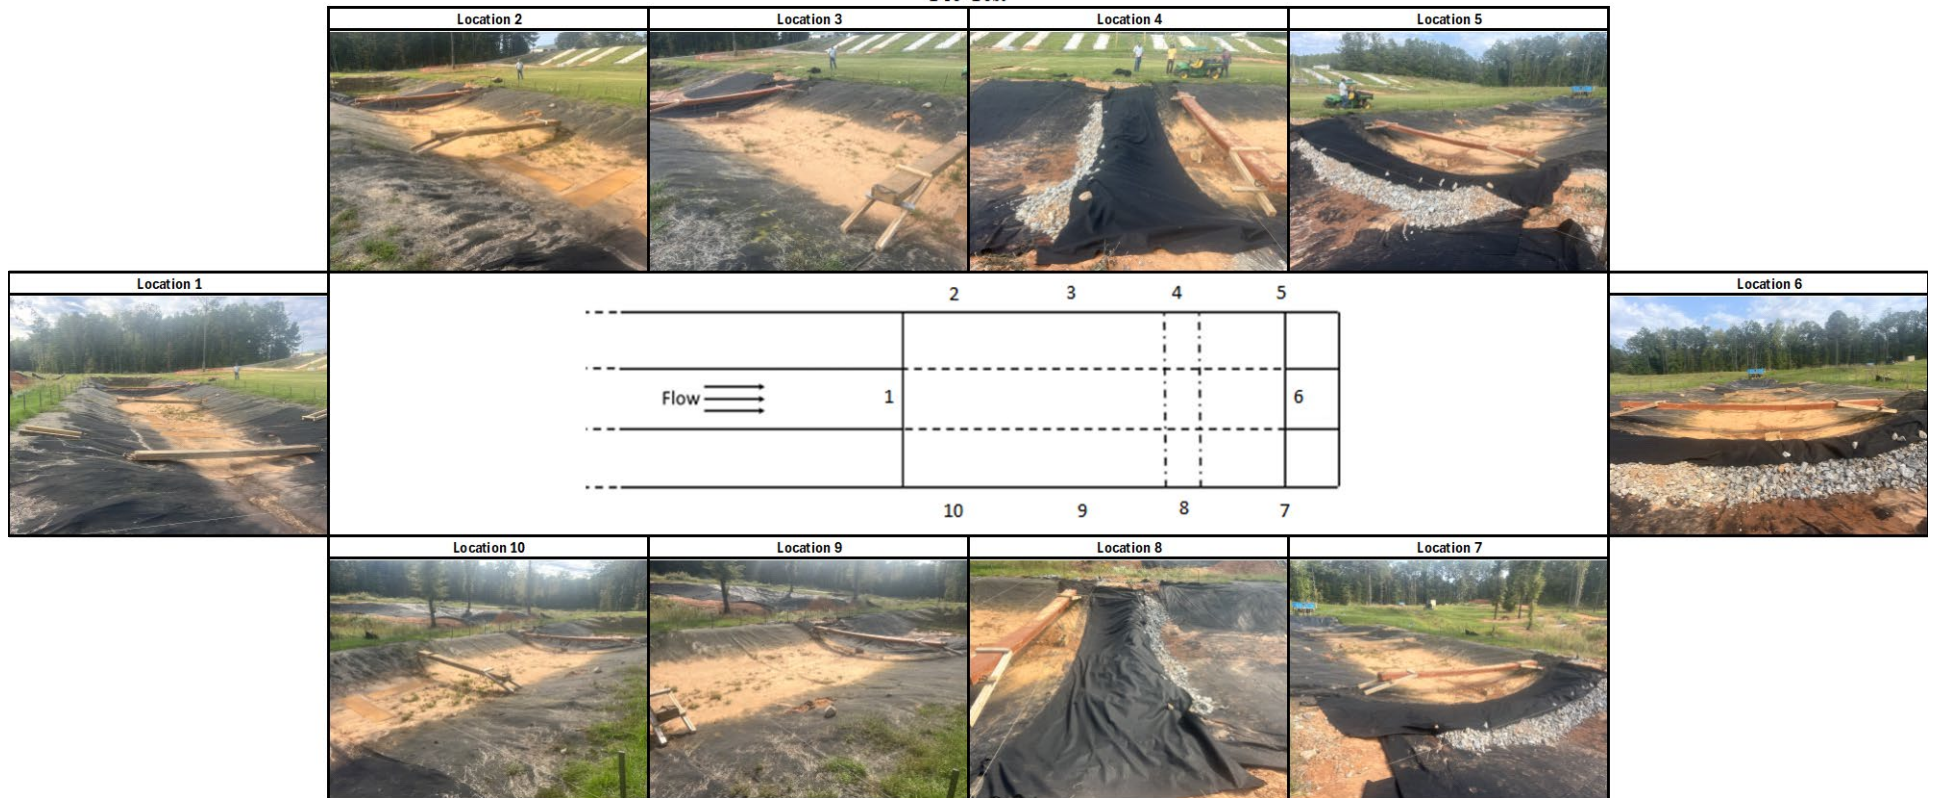 Location 2
Location 3
Location 4
Location 5
Location 1
Location 6
2
3
4
5
Flow
1
6
10
9
8
7
Location 10
Location 9
Location 8
Location 7